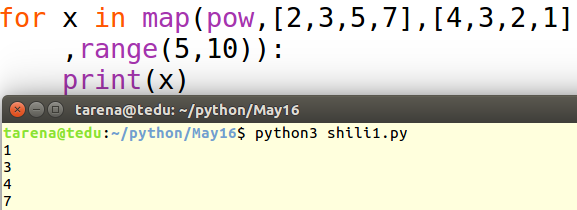 for x in map(pow,[2,3,5,7],[4,3,2,1]
,range(5,10)):
print(x)
tarena@tedu: ~/python/May16
tarena@tedu:~/python/May16$ python3 shili1.py
1
3
4
7